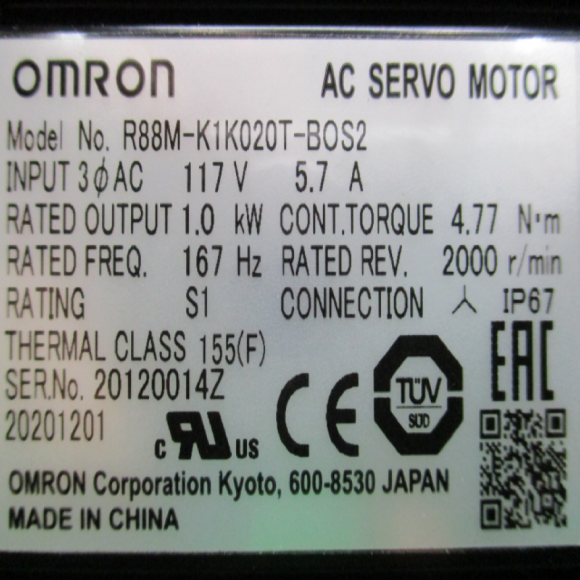 OMRON AC SERVO MOTOR
Model No. R88M-K1K020T-BOS2
INPUT 3ϕAC 117 V 5.7 A
RATED OUTPUT 1.0 kW CONT.TORQUE 4.77 N·m
RATED FREQ. 167 Hz RATED REV. 2000 r/min
RATING S1 CONNECTION IP67
THERMAL CLASS 155(F)
SER.No. 20120014Z
20201201
c RU US CE TÜV SÜD EAC
OMRON Corporation Kyoto, 600-8530 JAPAN
MADE IN CHINA